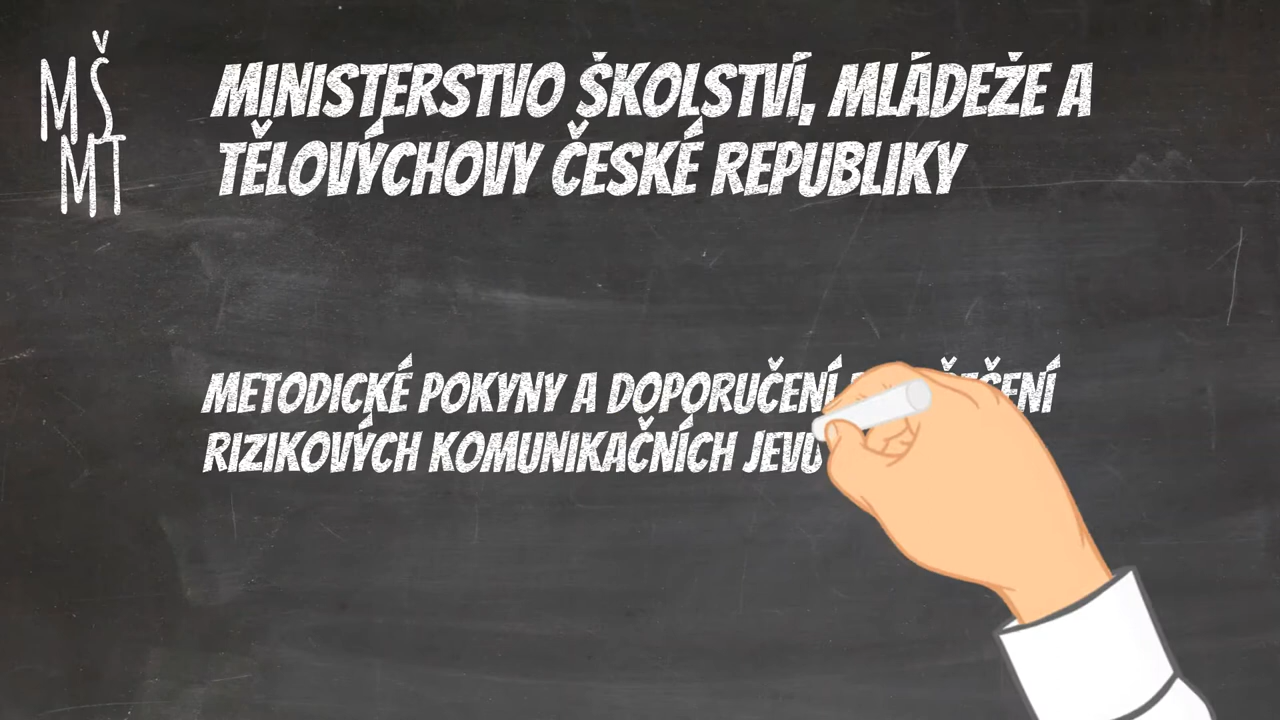 MŠ
MT
MINISTERSTVO ŠKOLSTVÍ, MLÁDEŽE A
TĚLOVÝCHOVY ČESKÉ REPUBLIKY
METODICKÉ POKYNY A DOPORUČENÍ
RIZIKOVÝCH KOMUNIKAČNÍCH